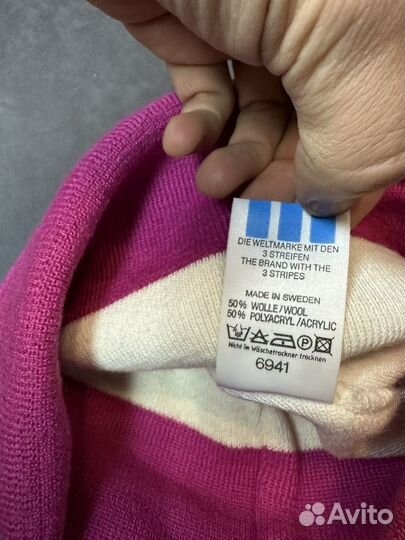 DIE WELTMARKE MIT DEN
3 STREIFEN
THE BRAND WITH THE
3 STRIPES
MADE IN SWEDEN
50% WOLLE/WOOL
50% POLYACRYL/ACRYLIC
P
Nicht im Wäschetrockner trocknen
6941
Avito